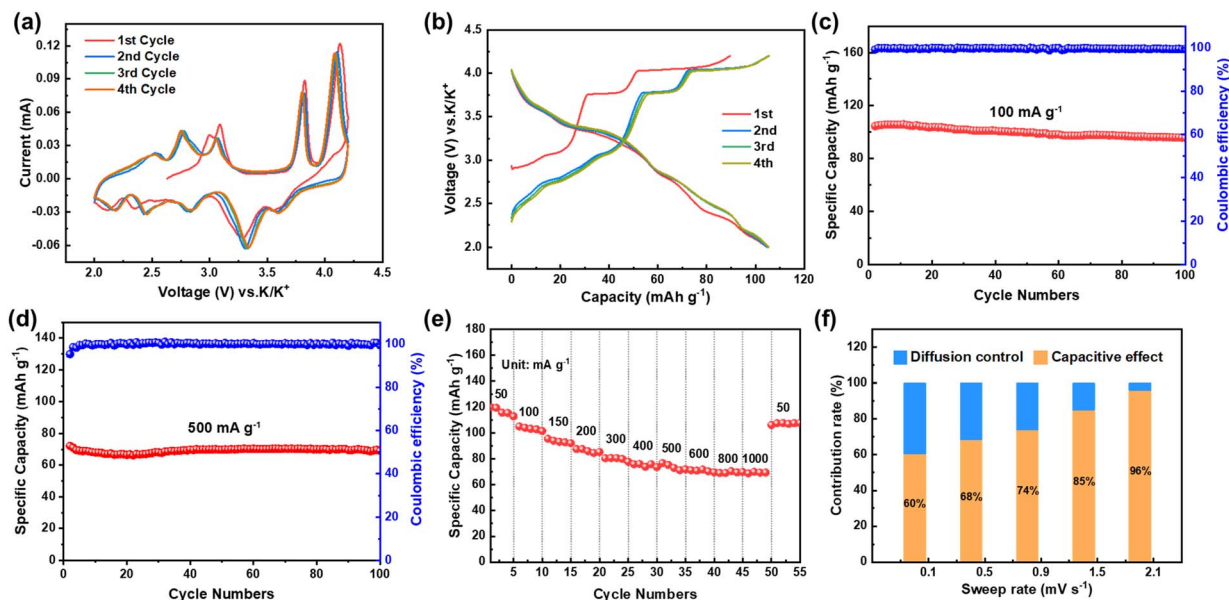 (a)
1st Cycle
2nd Cycle
3rd Cycle
4th Cycle
Current (mA)
0.12
0.09
0.06
0.03
0.00
-0.03
-0.06
2.0 2.5 3.0 3.5 4.0 4.5
Voltage (V) vs.K/K⁺
(b)
Voltage (V) vs.K/K⁺
4.5
4.0
3.5
3.0
2.5
2.0
1st
2nd
3rd
4th
0 20 40 60 80 100 120
Capacity (mAh g⁻¹)
(c)
Specific Capacity (mAh g⁻¹)
160
120
80
40
0
100 mA g⁻¹
100
80
60
40
20
0
Coulombic efficiency (%)
0 20 40 60 80 100
Cycle Numbers
(d)
Specific Capacity (mAh g⁻¹)
140
120
100
80
60
40
20
0
500 mA g⁻¹
100
80
60
40
20
0
Coulombic efficiency (%)
0 20 40 60 80 100
Cycle Numbers
(e)
Specific Capacity (mAh g⁻¹)
180
160
140
120
100
80
60
40
20
0
Unit: mA g⁻¹
50 100 150 200 300 400 500 600 800 1000 50
5 10 15 20 25 30 35 40 45 50 55
Cycle Numbers
(f)
Contribution rate (%)
120
100
80
60
40
20
0
Diffusion control
Capacitive effect
60% 68% 74% 85% 96%
0.1 0.5 0.9 1.5 2.1
Sweep rate (mV s⁻¹)